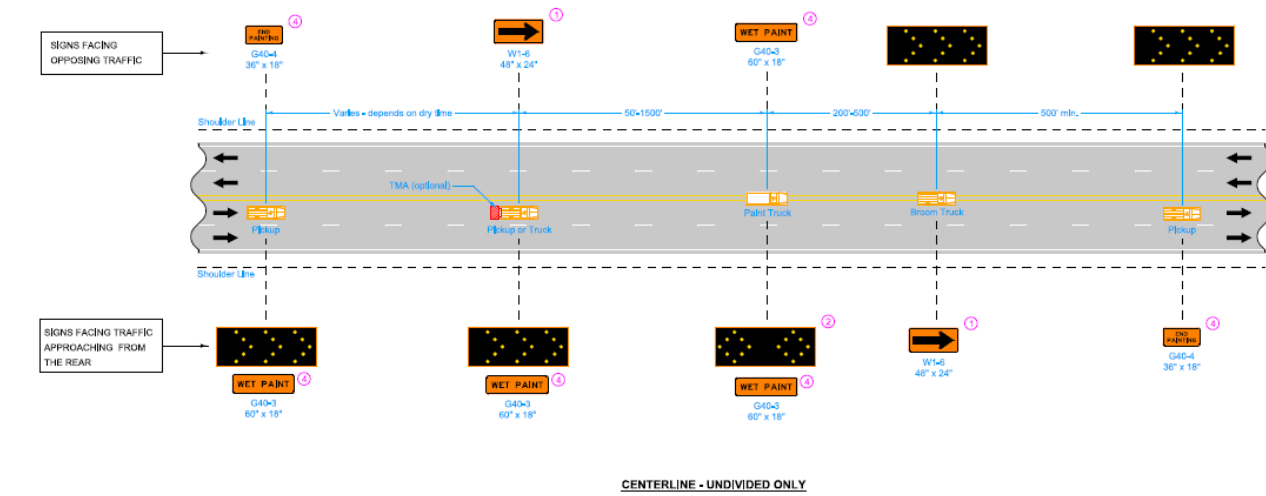 ④
①
④
END
PAINTING
WET PAINT
SIGNS FACING
OPPOSING TRAFFIC
G40-4
36" x 18"
W1-6
48" x 24"
G40-3
60" x 18"
Varies - depends on dry time
50'-1500'
200'-500'
500' min.
Shoulder Line
TMA (optional)
Pickup
Pickup or Truck
Paint Truck
Broom Truck
Pickup
Shoulder Line
SIGNS FACING TRAFFIC
APPROACHING FROM
THE REAR
②
①
④
END
PAINTING
WET PAINT
④
WET PAINT
④
WET PAINT
④
G40-3
60" x 18"
G40-3
60" x 18"
G40-3
60" x 18"
W1-6
48" x 24"
G40-4
36" x 18"
CENTERLINE - UNDIVIDED ONLY